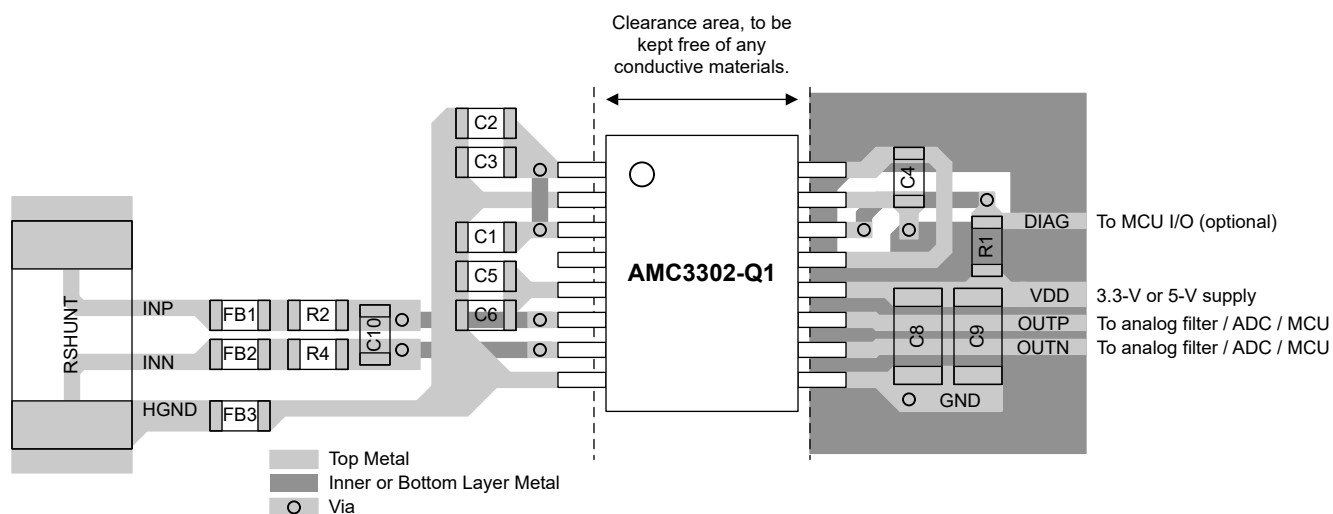 Clearance area, to be
kept free of any
conductive materials.
C2
C3
C4
C1
DIAG To MCU I/O (optional)
R1
AMC3302-Q1
C5
VDD 3.3-V or 5-V supply
INP FB1 R2 C6
C10
C8 C9
OUTP To analog filter / ADC / MCU
RSHUNT
INN FB2 R4
OUTN To analog filter / ADC / MCU
GND
HGND FB3
Top Metal
Inner or Bottom Layer Metal
Via